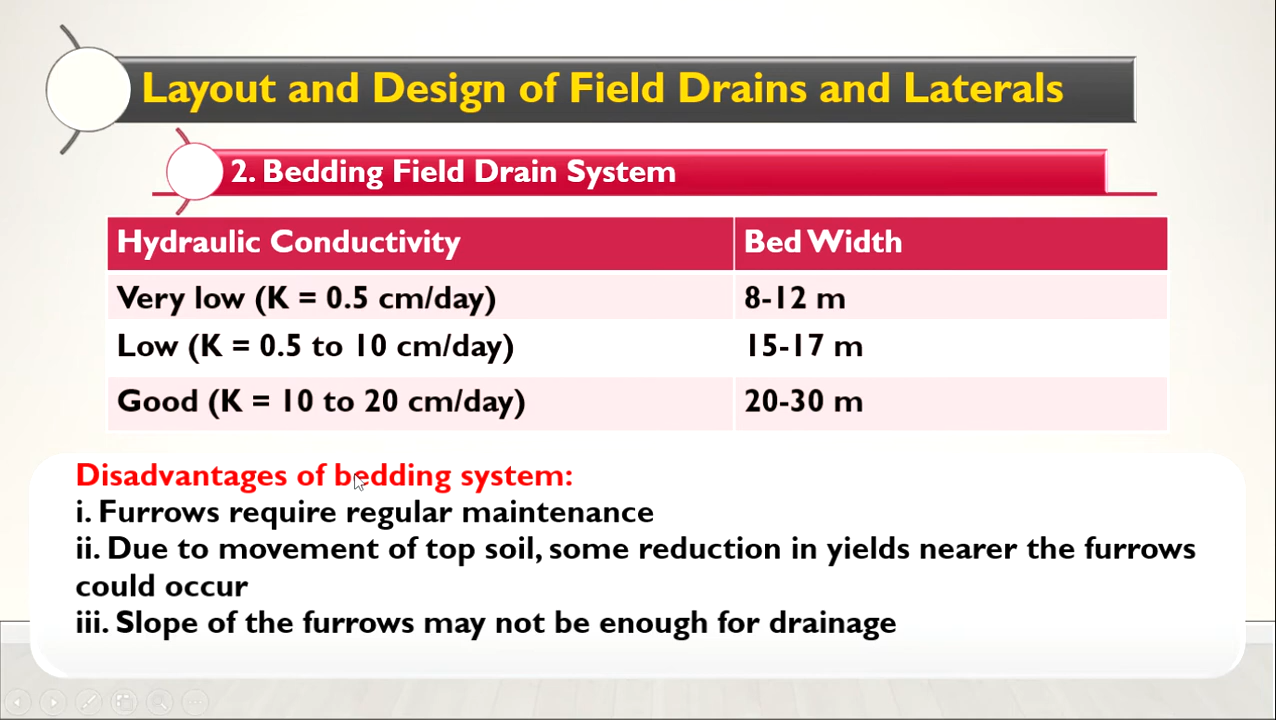 Layout and Design of Field Drains and Laterals
2. Bedding Field Drain System
Hydraulic Conductivity Bed Width
Very low (K = 0.5 cm/day) 8-12 m
Low (K = 0.5 to 10 cm/day) 15-17 m
Good (K = 10 to 20 cm/day) 20-30 m
Disadvantages of bedding system:
i. Furrows require regular maintenance
ii. Due to movement of top soil, some reduction in yields nearer the furrows
could occur
iii. Slope of the furrows may not be enough for drainage